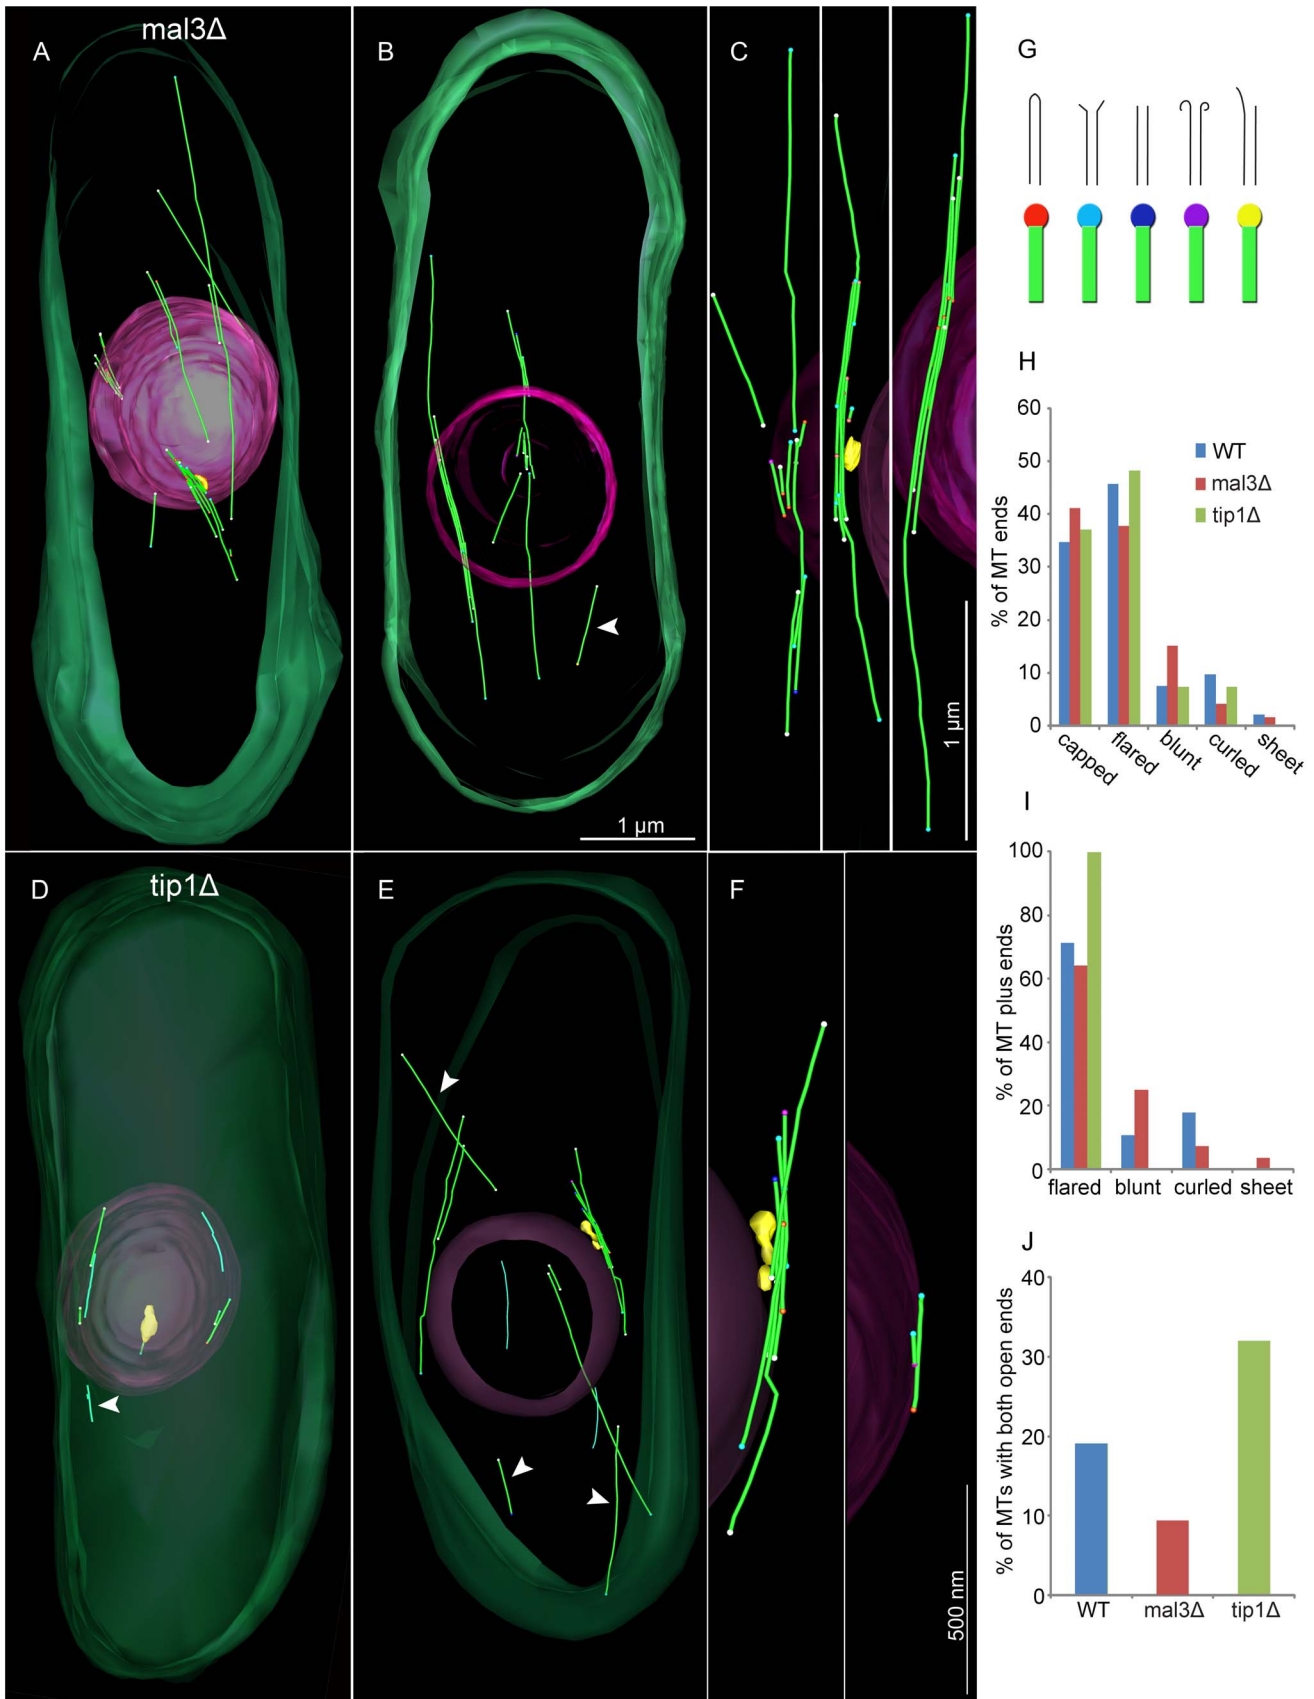 A
mal3Δ
B
1 µm
C
1 µm
D
tip1Δ
E
F
500 nm
G
H
% of MT ends
60
50
40
30
20
10
0
WT
mal3Δ
tip1Δ
capped
flared
blunt
curled
sheet
I
% of MT plus ends
100
80
60
40
20
0
flared blunt curled sheet
J
% of MTs with both open ends
40
30
20
10
0
WT mal3Δ tip1Δ